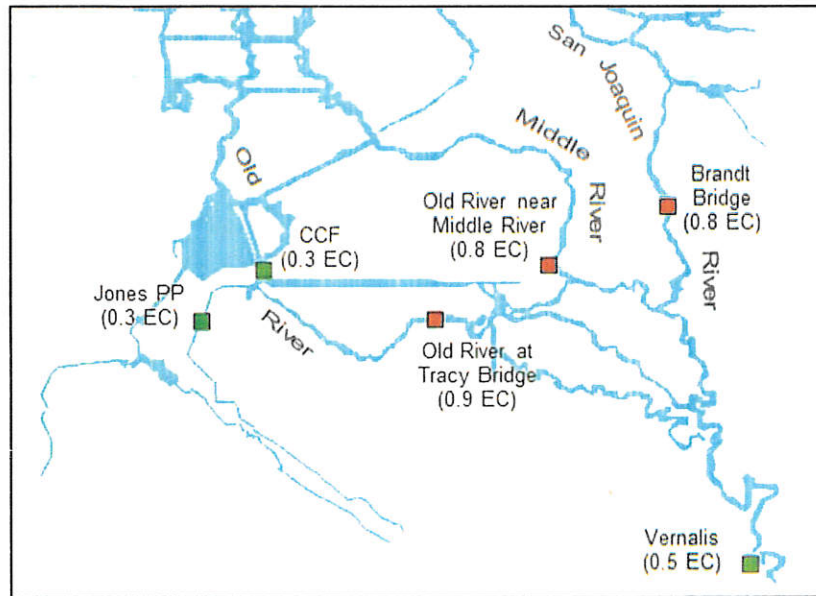 San Joaquin
River
Middle
River
Old
River
Brandt
Bridge
(0.8 EC)
Old River near
Middle River
(0.8 EC)
CCF
(0.3 EC)
Jones PP
(0.3 EC)
Old River at
Tracy Bridge
(0.9 EC)
Vernalis
(0.5 EC)